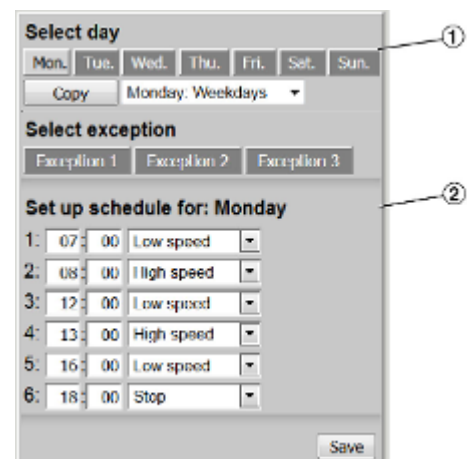 Select day
Mon. Tue. Wed. Thu. Fri. Sat. Sun.
Copy Monday: Weekdays
Select exception
Exception 1 Exception 2 Exception 3
Set up schedule for: Monday
1: 07: 00 Low speed
2: 08: 00 High speed
3: 12: 00 Low speed
4: 13: 00 High speed
5: 16: 00 Low speed
6: 18: 00 Stop
Save
1
2